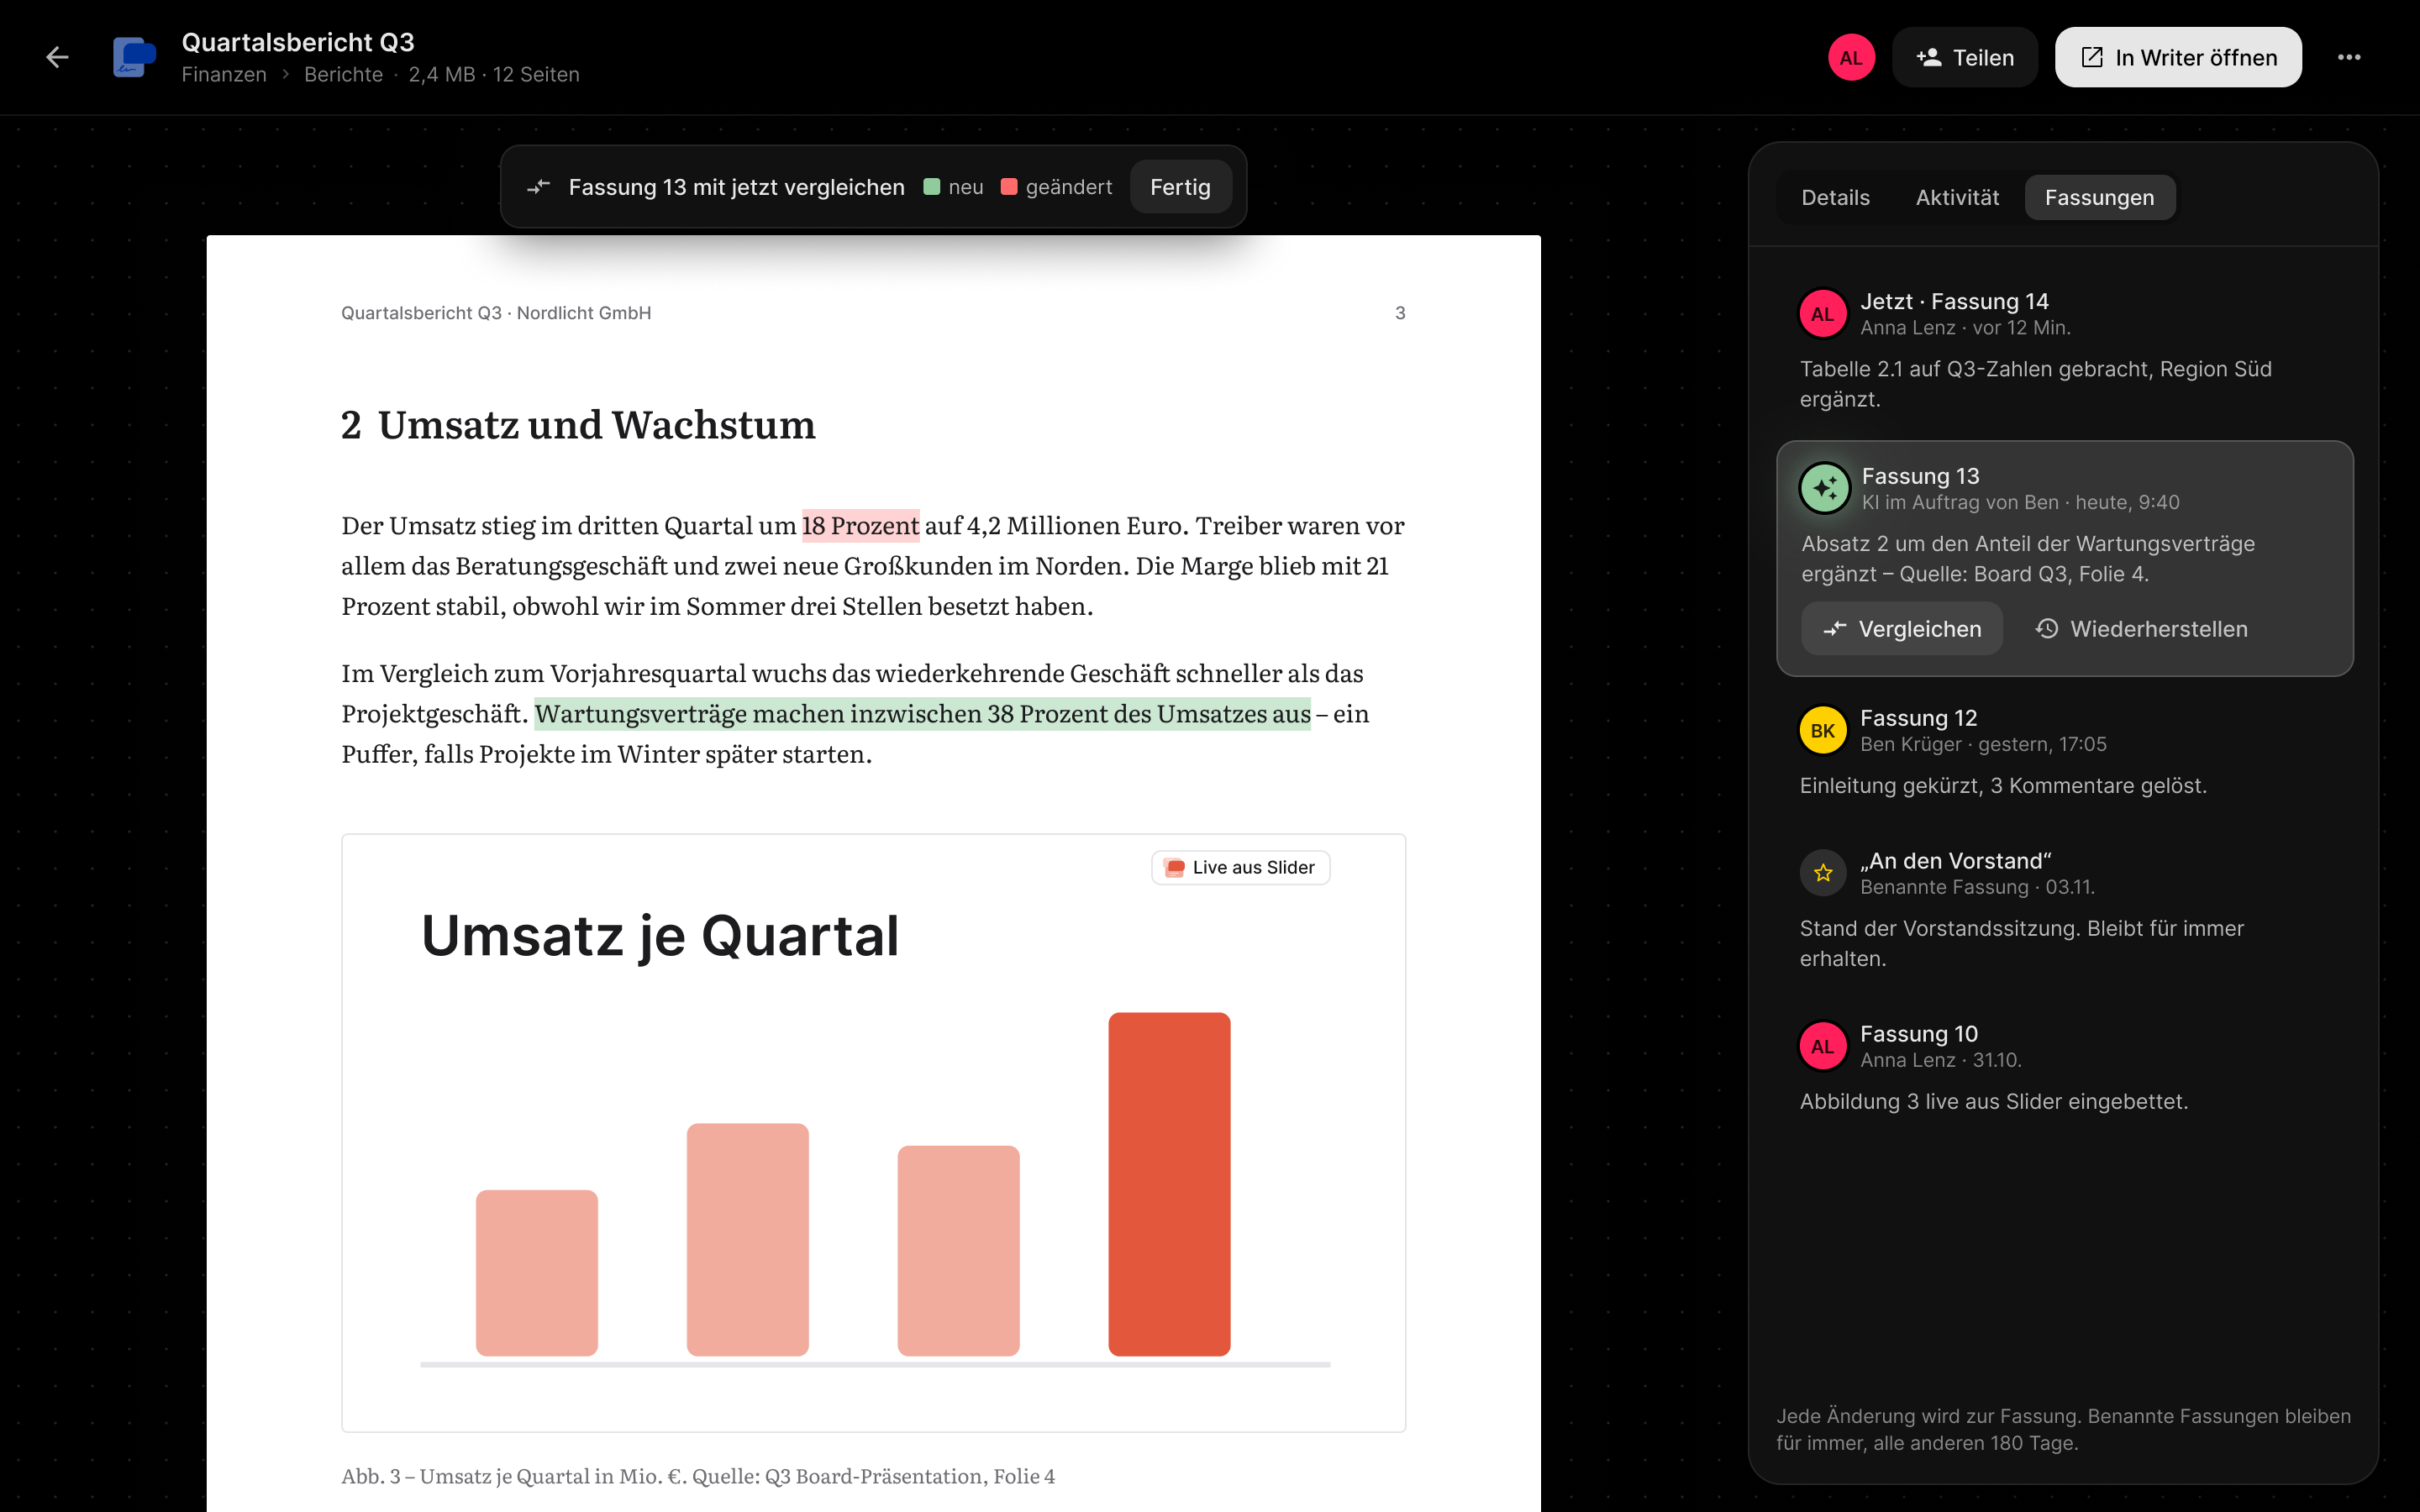 Quartalsbericht Q3
Finanzen › Berichte · 2,4 MB · 12 Seiten
AL
Teilen
In Writer öffnen
Fassung 13 mit jetzt vergleichen
neu
geändert
Fertig
Quartalsbericht Q3 · Nordlicht GmbH
3
2 Umsatz und Wachstum
Der Umsatz stieg im dritten Quartal um 18 Prozent auf 4,2 Millionen Euro. Treiber waren vor
allem das Beratungsgeschäft und zwei neue Großkunden im Norden. Die Marge blieb mit 21
Prozent stabil, obwohl wir im Sommer drei Stellen besetzt haben.
Im Vergleich zum Vorjahresquartal wuchs das wiederkehrende Geschäft schneller als das
Projektgeschäft. Wartungsverträge machen inzwischen 38 Prozent des Umsatzes aus – ein
Puffer, falls Projekte im Winter später starten.
Live aus Slider
Umsatz je Quartal
Abb. 3 – Umsatz je Quartal in Mio. €. Quelle: Q3 Board-Präsentation, Folie 4
Details
Aktivität
Fassungen
AL
Jetzt · Fassung 14
Anna Lenz · vor 12 Min.
Tabelle 2.1 auf Q3-Zahlen gebracht, Region Süd
ergänzt.
Fassung 13
KI im Auftrag von Ben · heute, 9:40
Absatz 2 um den Anteil der Wartungsverträge
ergänzt – Quelle: Board Q3, Folie 4.
Vergleichen
Wiederherstellen
BK
Fassung 12
Ben Krüger · gestern, 17:05
Einleitung gekürzt, 3 Kommentare gelöst.
„An den Vorstand“
Benannte Fassung · 03.11.
Stand der Vorstandssitzung. Bleibt für immer
erhalten.
AL
Fassung 10
Anna Lenz · 31.10.
Abbildung 3 live aus Slider eingebettet.
Jede Änderung wird zur Fassung. Benannte Fassungen bleiben
für immer, alle anderen 180 Tage.